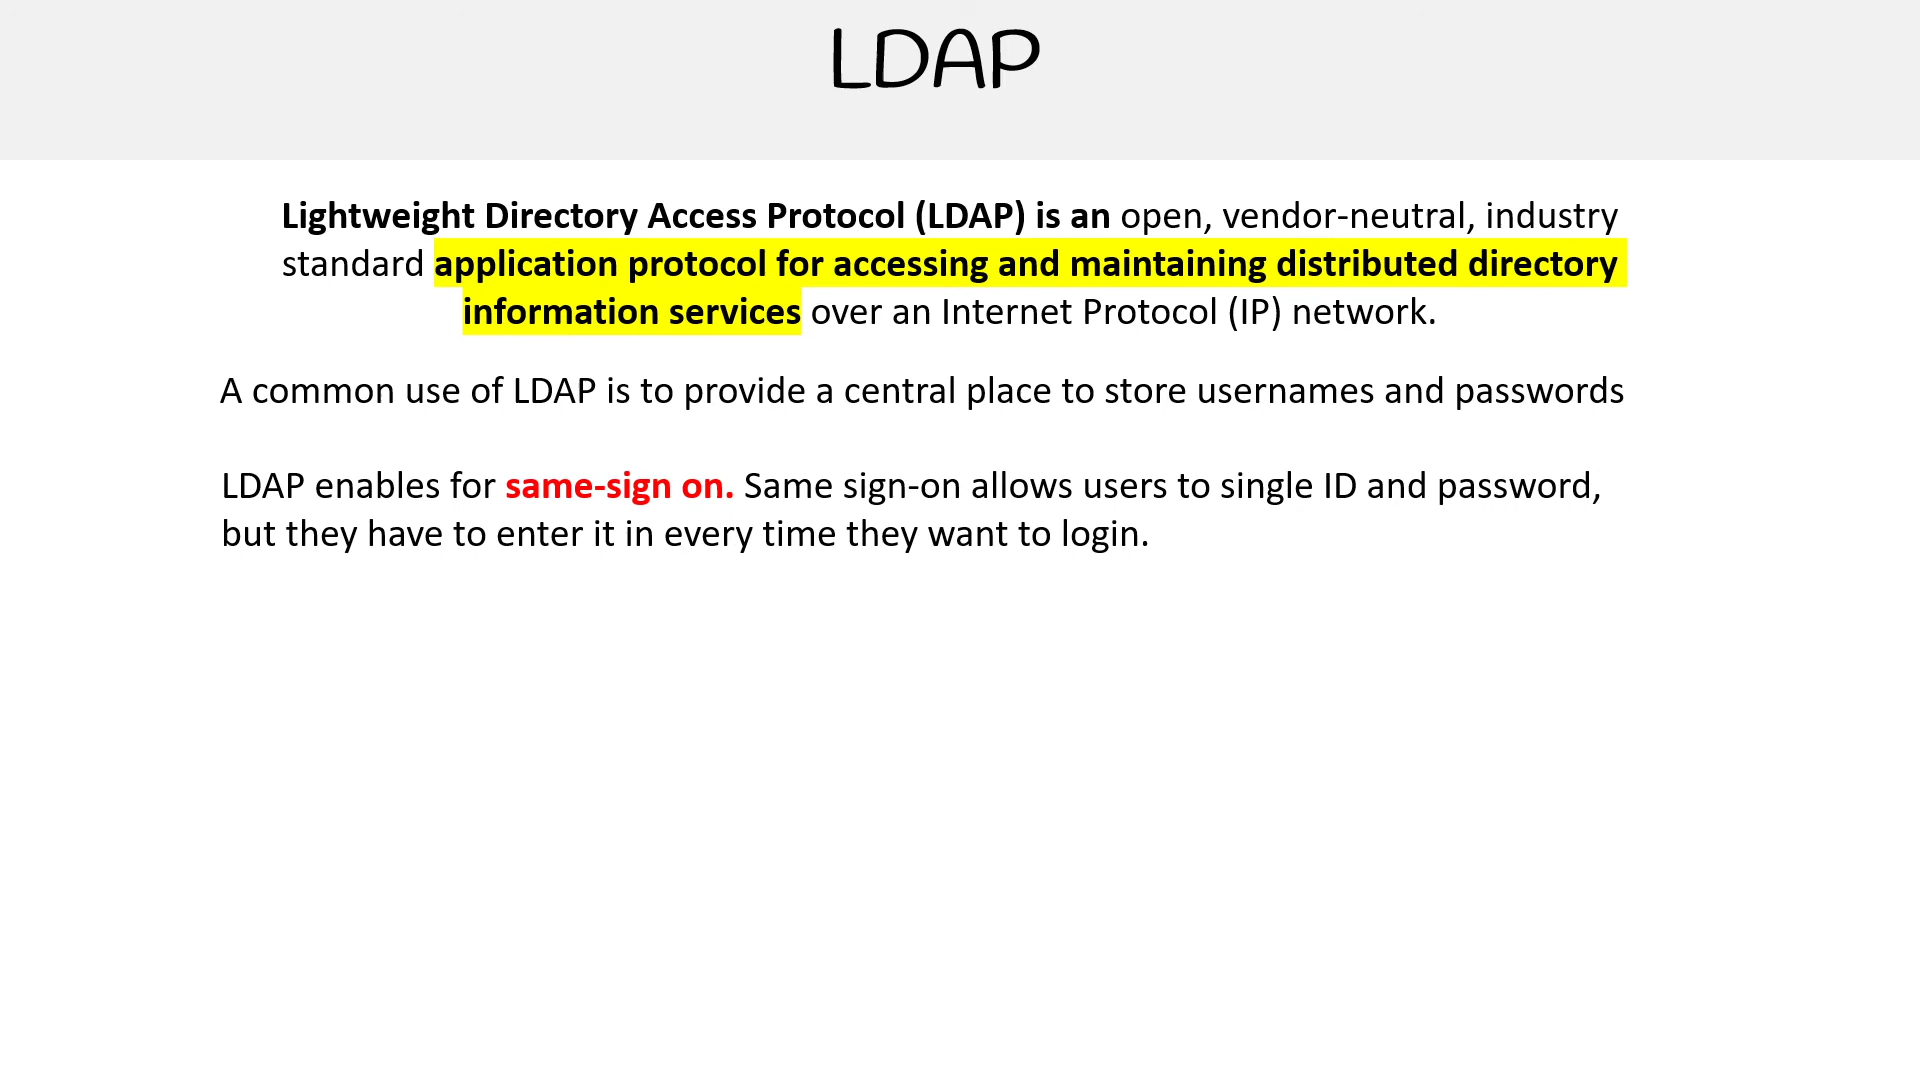 LDAP
Lightweight Directory Access Protocol (LDAP) is an open, vendor-neutral, industry
standard application protocol for accessing and maintaining distributed directory
information services over an Internet Protocol (IP) network.
A common use of LDAP is to provide a central place to store usernames and passwords
LDAP enables for same-sign on. Same sign-on allows users to single ID and password,
but they have to enter it in every time they want to login.